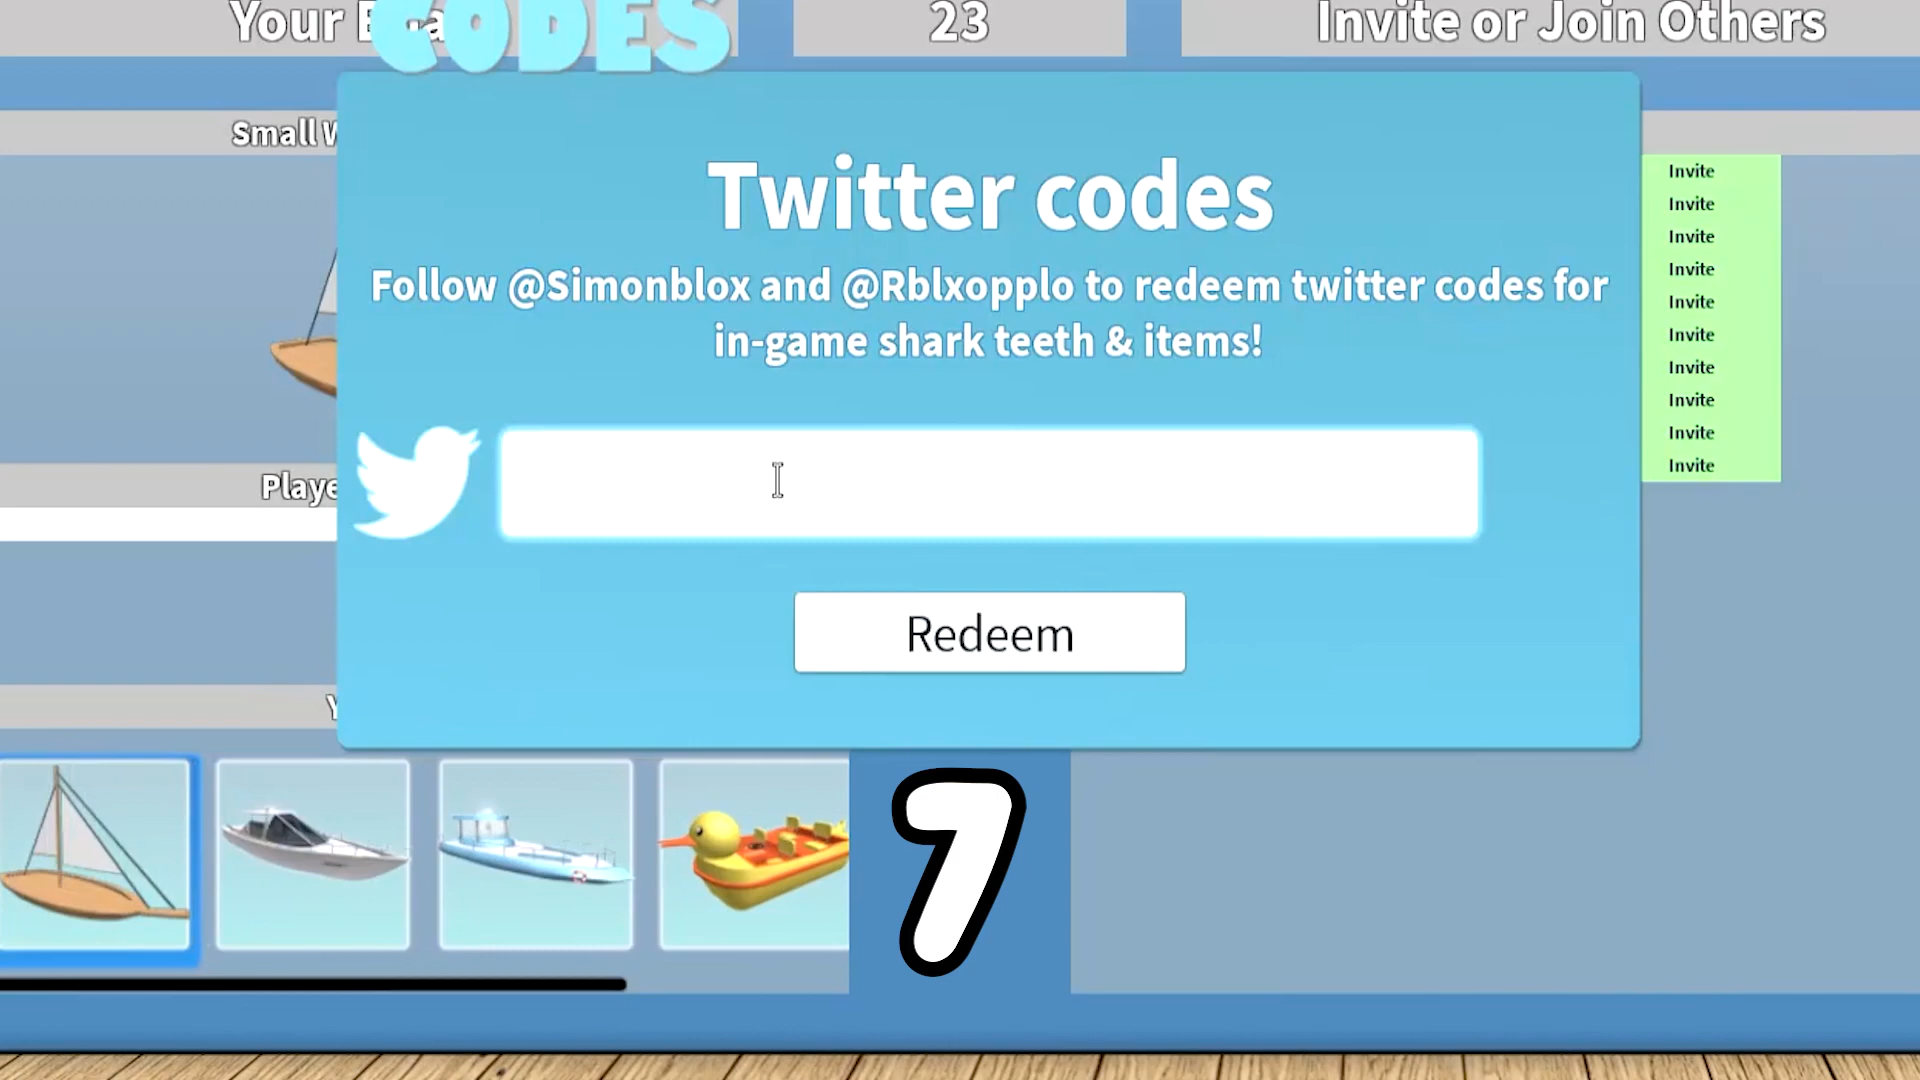 Your
CODES
23
Invite or Join Others
Small
Twitter codes
Follow @Simonblox and @Rblxopplo to redeem twitter codes for
in-game shark teeth & items!
Invite
Invite
Invite
Invite
Invite
Invite
Invite
Invite
Invite
Invite
Redeem
7